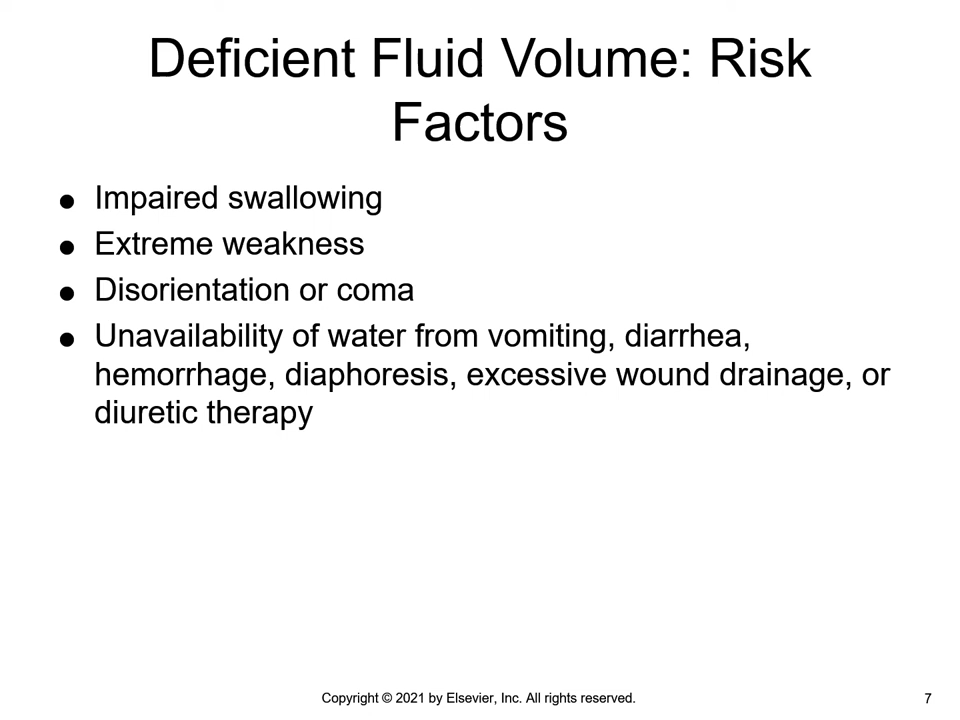 Deficient Fluid Volume: Risk
Factors
● Impaired swallowing
● Extreme weakness
● Disorientation or coma
● Unavailability of water from vomiting, diarrhea,
hemorrhage, diaphoresis, excessive wound drainage, or
diuretic therapy
Copyright © 2021 by Elsevier, Inc. All rights reserved.
7